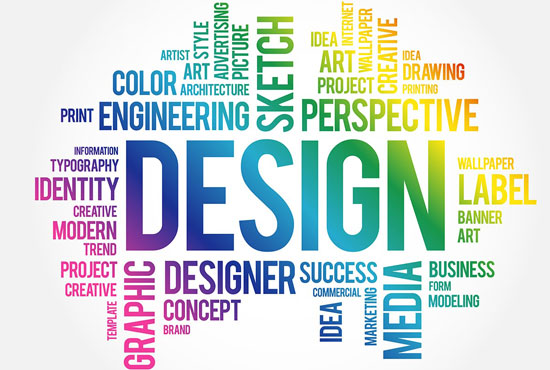 ARTIST
STYLE
ART
ADVERTISING
PICTURE
SKETCH
IDEA
INTERNET
WALLPAPER
ART
CREATIVE
IDEA
DRAWING
PROJECT
PRINTING
COLOR
ARCHITECTURE
PRINT
ENGINEERING
PERSPECTIVE
INFORMATION
TYPOGRAPHY
IDENTITY
CREATIVE
MODERN
TREND
PROJECT
CREATIVE
DESIGN
WALLPAPER
LABEL
BANNER
ART
TEMPLATE
GRAPHIC
DESIGNER
CONCEPT
BRAND
SUCCESS
COMMERCIAL
IDEA
MARKETING
MEDIA
BUSINESS
FORM
MODELING